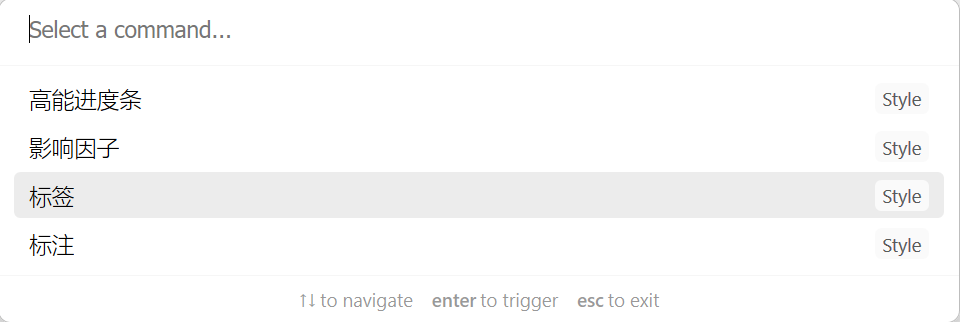 Select a command...
高能进度条 Style
影响因子 Style
标签 Style
标注 Style
↑↓ to navigate enter to trigger esc to exit